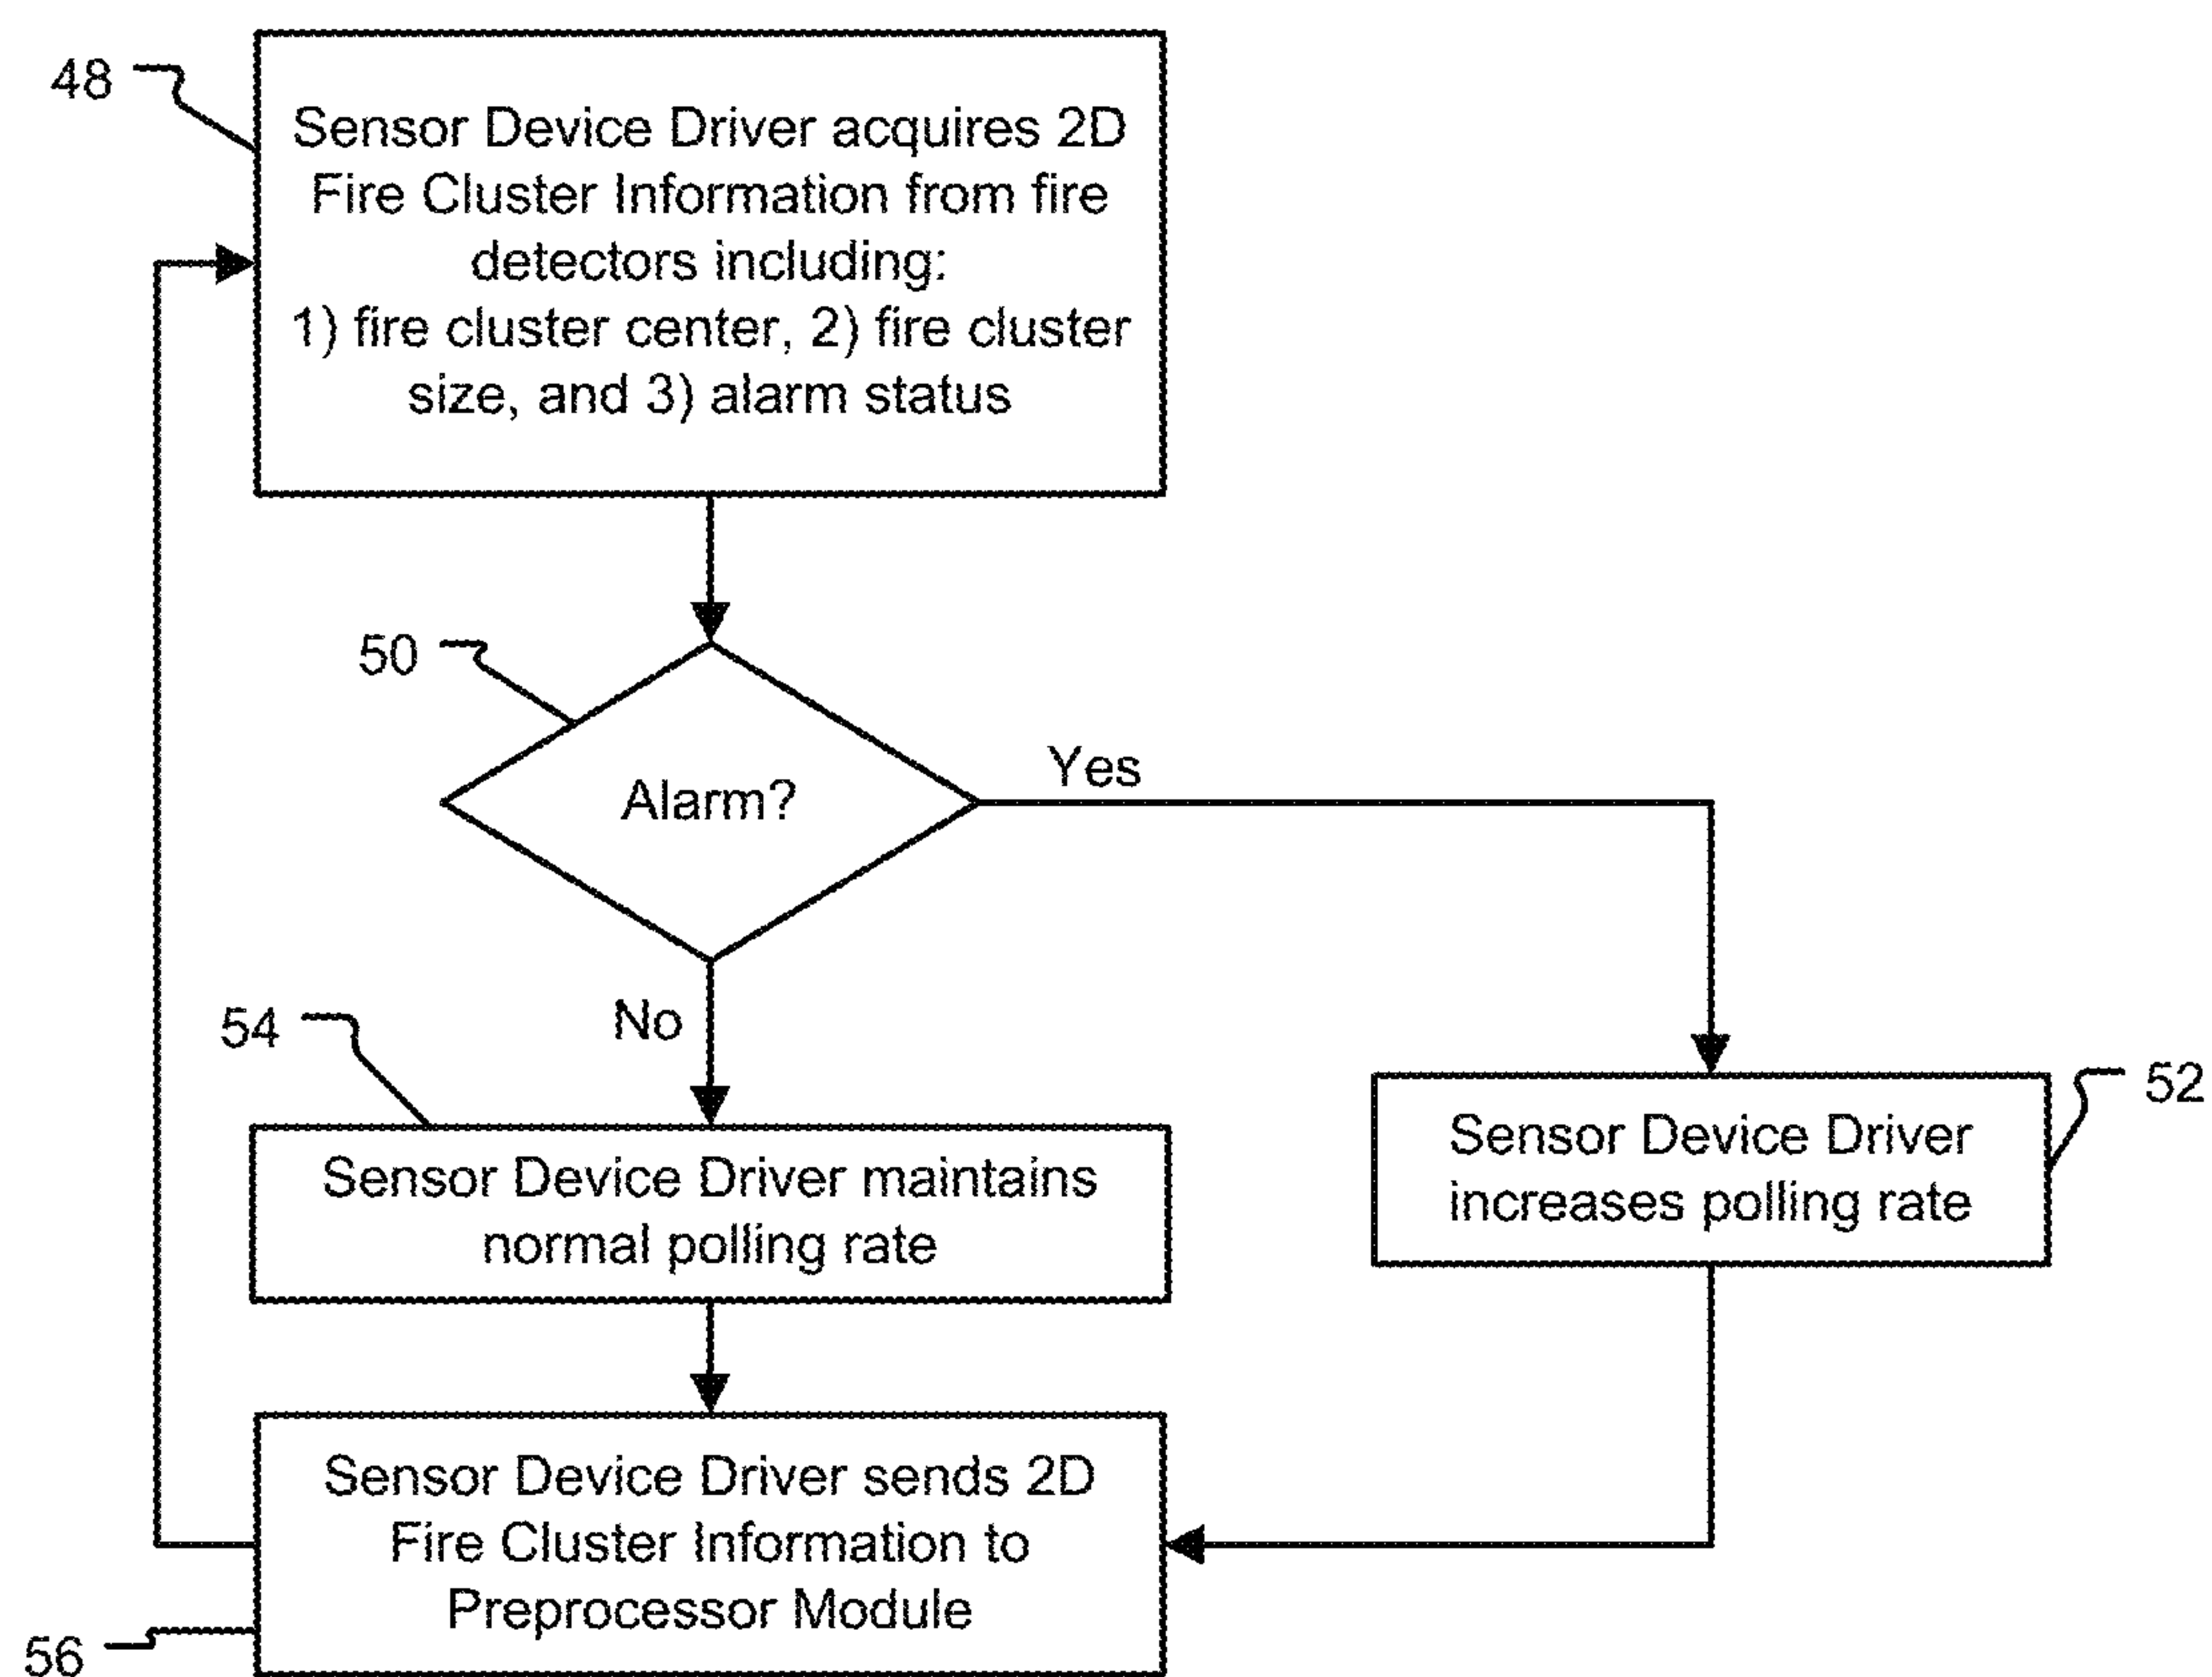 48
Sensor Device Driver acquires 2D
Fire Cluster Information from fire
detectors including:
1) fire cluster center, 2) fire cluster
size, and 3) alarm status
50
Alarm?
Yes
No
54
Sensor Device Driver maintains
normal polling rate
52
Sensor Device Driver
increases polling rate
Sensor Device Driver sends 2D
Fire Cluster Information to
Preprocessor Module
56